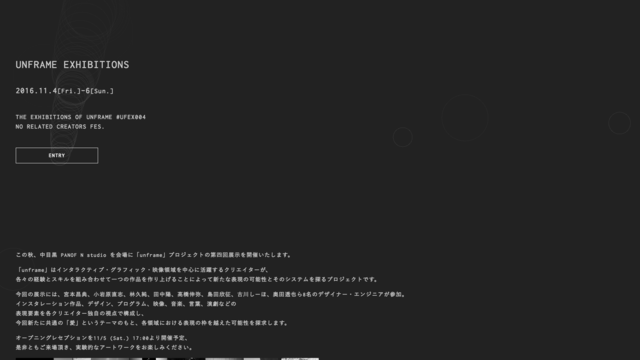 UNFRAME EXHIBITIONS
2016.11.4[Fri.]-6[Sun.]
THE EXHIBITIONS OF UNFRAME #UFEX004
NO RELATED CREATORS FES.
ENTRY
この秋、中目黒 PANOF N studio を会場に「unframe」プロジェクトの第四回展示を開催いたします。
「unframe」はインタラクティブ・グラフィック・映像領域を中心に活躍するクリエイターが、
各々の経験とスキルを組み合わせて一つの作品を作り上げることによって新たな表現の可能性とそのシステムを探るプロジェクトです。
今回の展示には、宮本昌典、小岩原直志、林久純、田中陽、高橋伸弥、島田欣征、古川しーほ、奥田透也ら8名のデザイナー・エンジニアが参加。
インスタレーション作品、デザイン、プログラム、映像、音楽、言葉、演劇などの
表現要素を各クリエイター独自の視点で構成し、
今回新たに共通の「愛」というテーマのもと、各領域における表現の枠を越えた可能性を探求します。
オープニングレセプションを11/5 (Sat.) 17:00より開催予定。
是非ともご来場頂き、実験的なアートワークをお楽しみください。